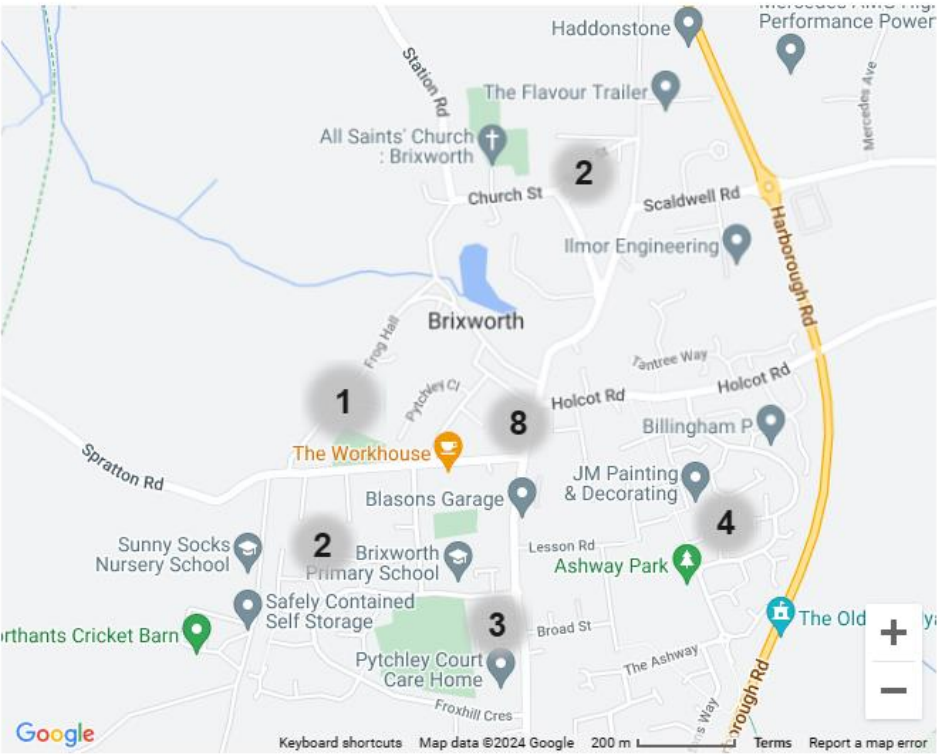 Mercedes AMG High
Performance Power
Haddonstone
The Flavour Trailer
Station Rd
Mercedes Ave
All Saints' Church
: Brixworth
2
Church St
Scaldwell Rd
Ilmor Engineering
Harborough Rd
Brixworth
Frog Hall
Tantree Way
Holcot Rd
Holcot Rd
Pytchley Cl
1
8
Billingham P
The Workhouse
Spratton Rd
JM Painting
& Decorating
Blasons Garage
4
2
Sunny Socks
Nursery School
Brixworth
Primary School
Lesson Rd
Ashway Park
Safely Contained
Self Storage
orthants Cricket Barn
3
Broad St
The Old
+
Pytchley Court
Care Home
The Ashway
−
Froxhill Cres
borough Rd
Google
Keyboard shortcuts
Map data ©2024 Google
200 m
Terms
Report a map error